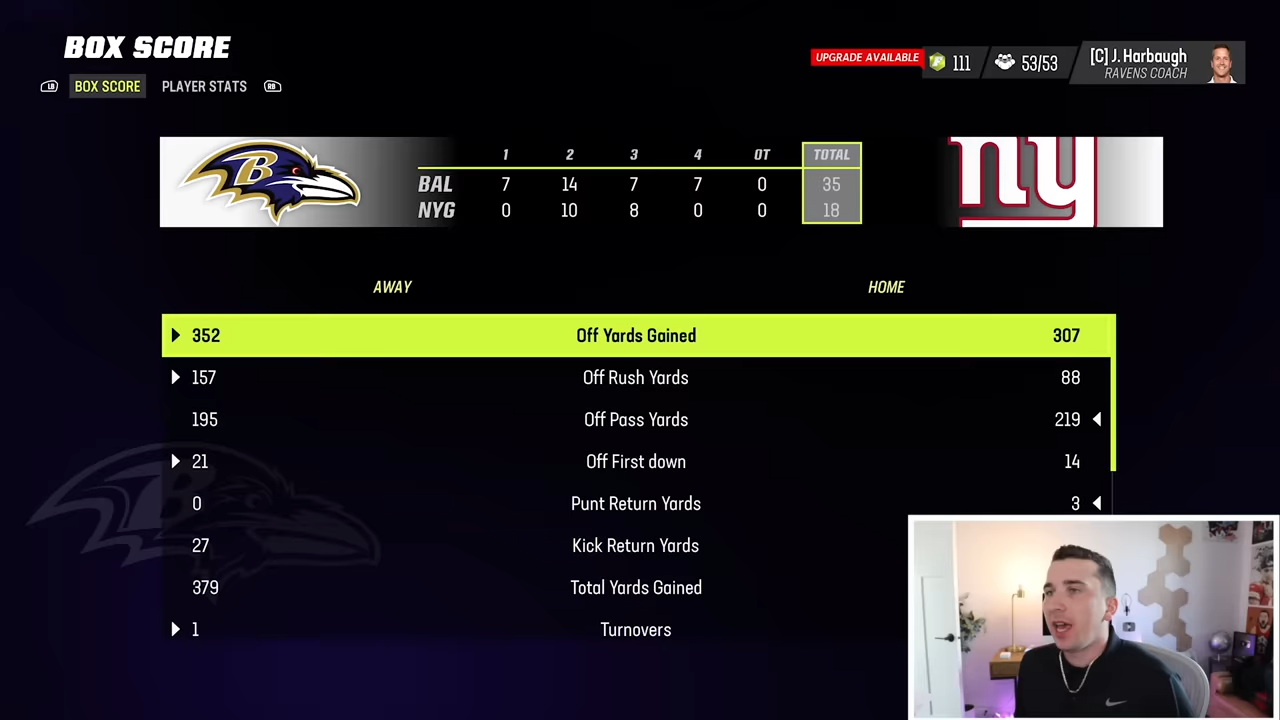 BOX SCORE
LB BOX SCORE PLAYER STATS RB
UPGRADE AVAILABLE 111 53/53 [C] J. Harbaugh
RAVENS COACH
1 2 3 4 OT TOTAL
BAL 7 14 7 7 0 35
NYG 0 10 8 0 0 18
B
ny
AWAY HOME
352 Off Yards Gained 307
157 Off Rush Yards 88
195 Off Pass Yards 219
21 Off First down 14
0 Punt Return Yards 3
27 Kick Return Yards
379 Total Yards Gained
1 Turnovers